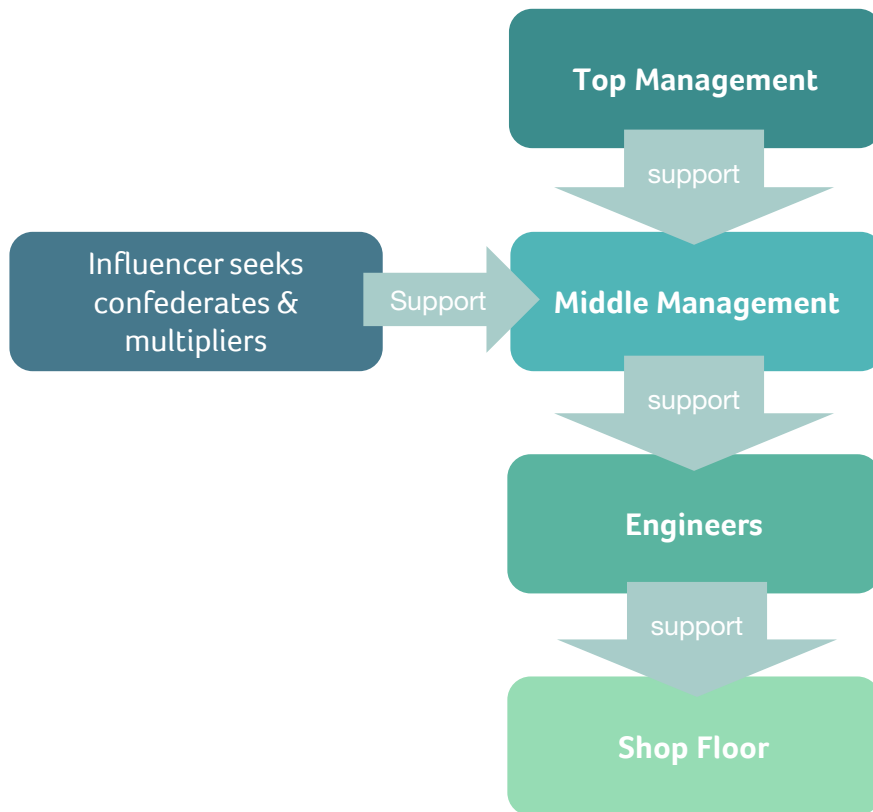 Top Management
support
Influencer seeks
confederates &
multipliers
Support
Middle Management
support
Engineers
support
Shop Floor